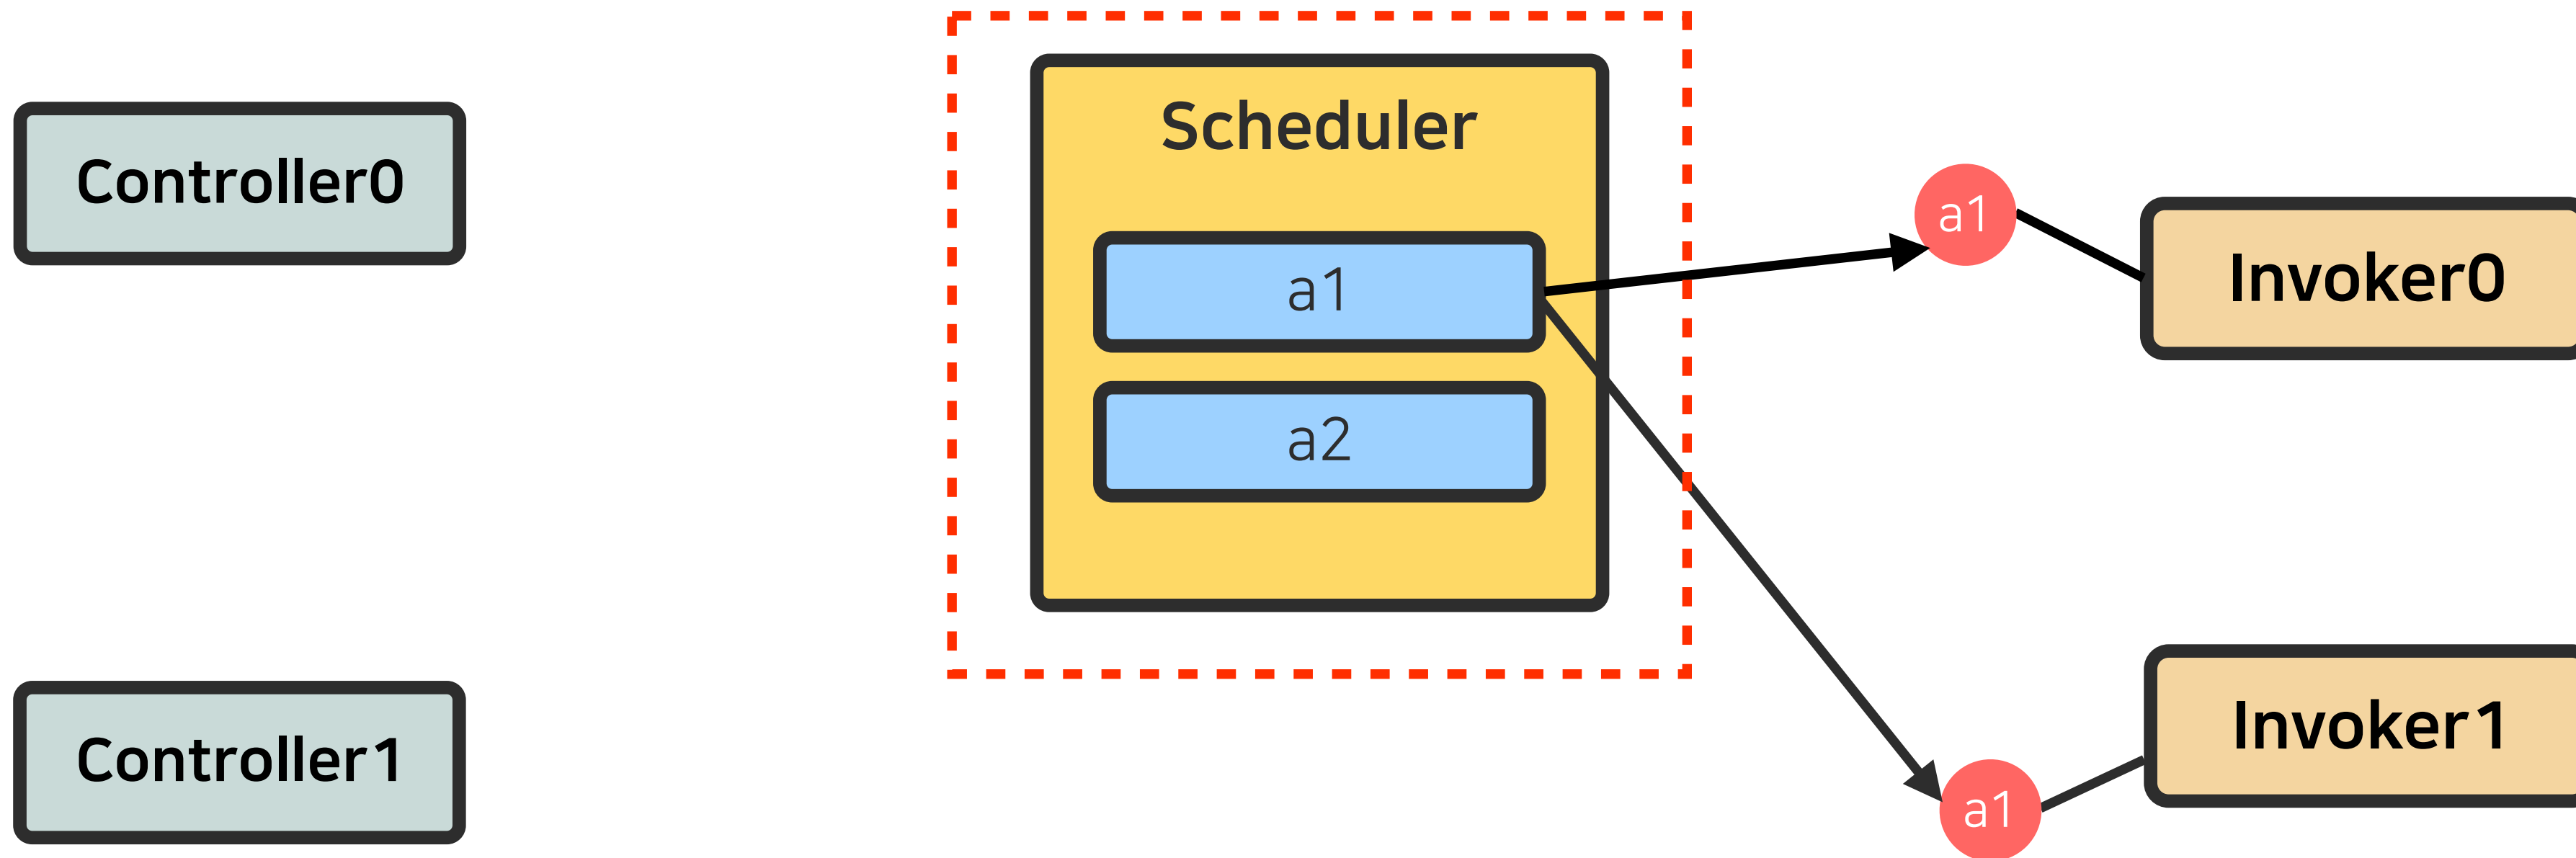 Controller0
Scheduler
a1
a2
a1
Invoker0
Controller1
a1
Invoker1